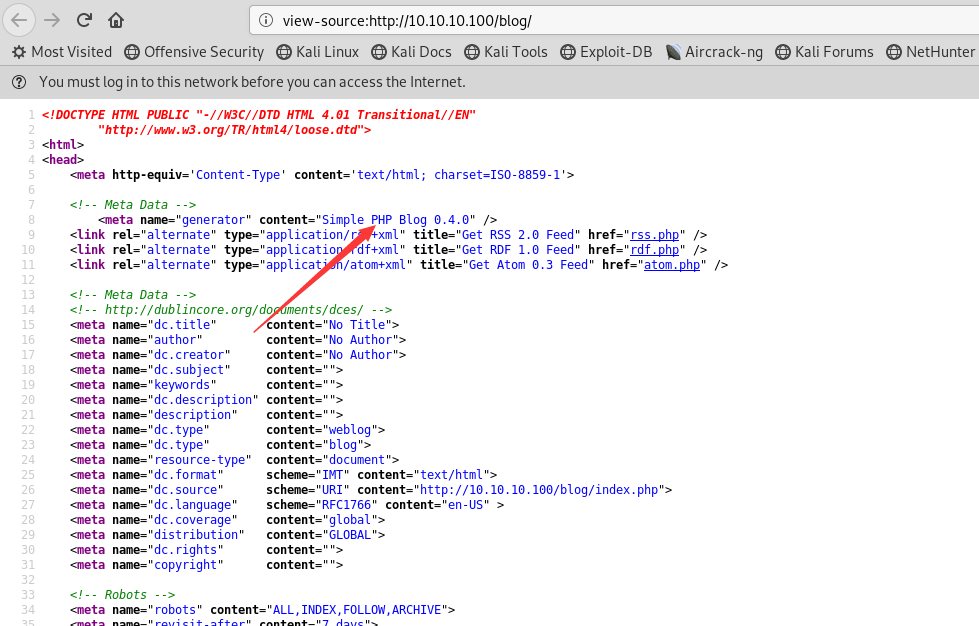 view-source:http://10.10.10.100/blog/
Most Visited Offensive Security Kali Linux Kali Docs Kali Tools Exploit-DB Aircrack-ng Kali Forums NetHunter
You must log in to this network before you can access the Internet.
1 <!DOCTYPE HTML PUBLIC "-//W3C//DTD HTML 4.01 Transitional//EN"
2 "http://www.w3.org/TR/html4/loose.dtd">
3 <html>
4 <head>
5 <meta http-equiv='Content-Type' content='text/html; charset=ISO-8859-1'>
6
7 <!-- Meta Data -->
8 <meta name="generator" content="Simple PHP Blog 0.4.0" />
9 <link rel="alternate" type="application/rss+xml" title="Get RSS 2.0 Feed" href="rss.php" />
10 <link rel="alternate" type="application/rdf+xml" title="Get RDF 1.0 Feed" href="rdf.php" />
11 <link rel="alternate" type="application/atom+xml" title="Get Atom 0.3 Feed" href="atom.php" />
12
13 <!-- Meta Data -->
14 <!-- http://dublincore.org/documents/dces/ -->
15 <meta name="dc.title" content="No Title">
16 <meta name="author" content="No Author">
17 <meta name="dc.creator" content="No Author">
18 <meta name="dc.subject" content="">
19 <meta name="keywords" content="">
20 <meta name="dc.description" content="">
21 <meta name="description" content="">
22 <meta name="dc.type" content="weblog">
23 <meta name="dc.type" content="blog">
24 <meta name="resource-type" content="document">
25 <meta name="dc.format" scheme="IMT" content="text/html">
26 <meta name="dc.source" scheme="URI" content="http://10.10.10.100/blog/index.php">
27 <meta name="dc.language" scheme="RFC1766" content="en-US" >
28 <meta name="dc.coverage" content="global">
29 <meta name="distribution" content="GLOBAL">
30 <meta name="dc.rights" content="">
31 <meta name="copyright" content="">
32
33 <!-- Robots -->
34 <meta name="robots" content="ALL,INDEX,FOLLOW,ARCHIVE">
35 <meta name="revisit-after" content="7 days">